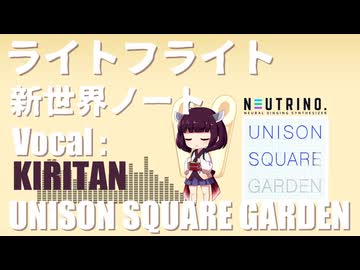 ライトフライト
新世界ノート
NEUTRINO.
NEURAL SINGING SYNTHESIZER
Vocal :
KIRITAN
UNISON
SQUARE
GARDEN
UNISON SQUARE GARDEN